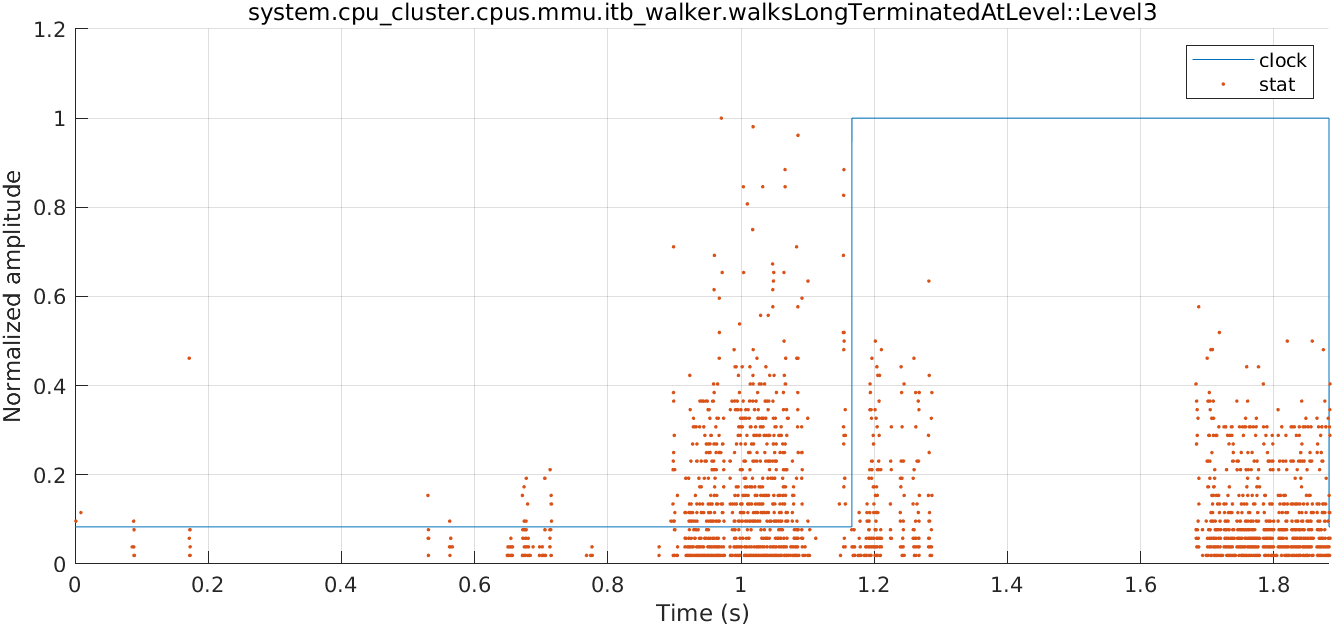 system.cpu_cluster.cpus.mmu.itb_walker.walksLongTerminatedAtLevel::Level3
1.2
clock
stat
1
0.8
0.6
0.4
0.2
0
Normalized amplitude
0 0.2 0.4 0.6 0.8 1 1.2 1.4 1.6 1.8
Time (s)